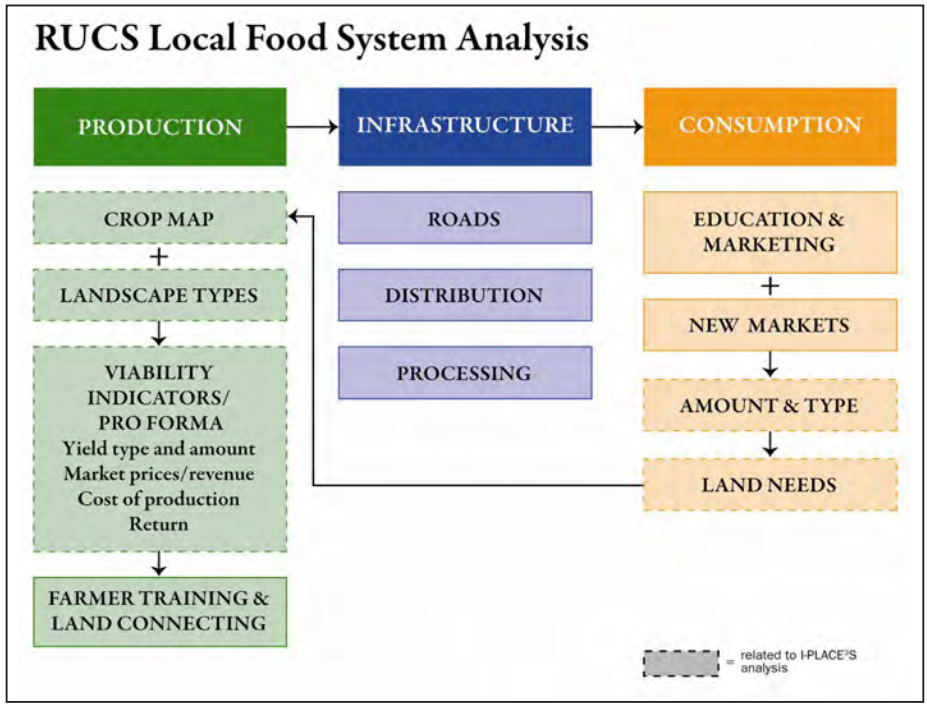 RUCS Local Food System Analysis
PRODUCTION
INFRASTRUCTURE
CONSUMPTION
CROP MAP
+
LANDSCAPE TYPES
VIABILITY
INDICATORS/
PRO FORMA
Yield type and amount
Market prices/revenue
Cost of production
Return
FARMER TRAINING &
LAND CONNECTING
ROADS
DISTRIBUTION
PROCESSING
EDUCATION &
MARKETING
+
NEW MARKETS
AMOUNT & TYPE
LAND NEEDS
= related to I-PLACE³S
analysis